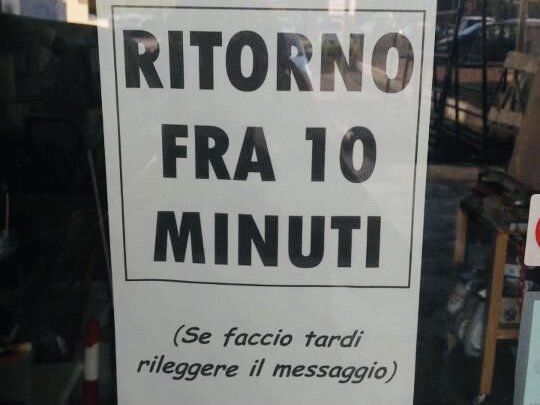 RITORNO
FRA 10
MINUTI
(Se faccio tardi
rileggere il messaggio)